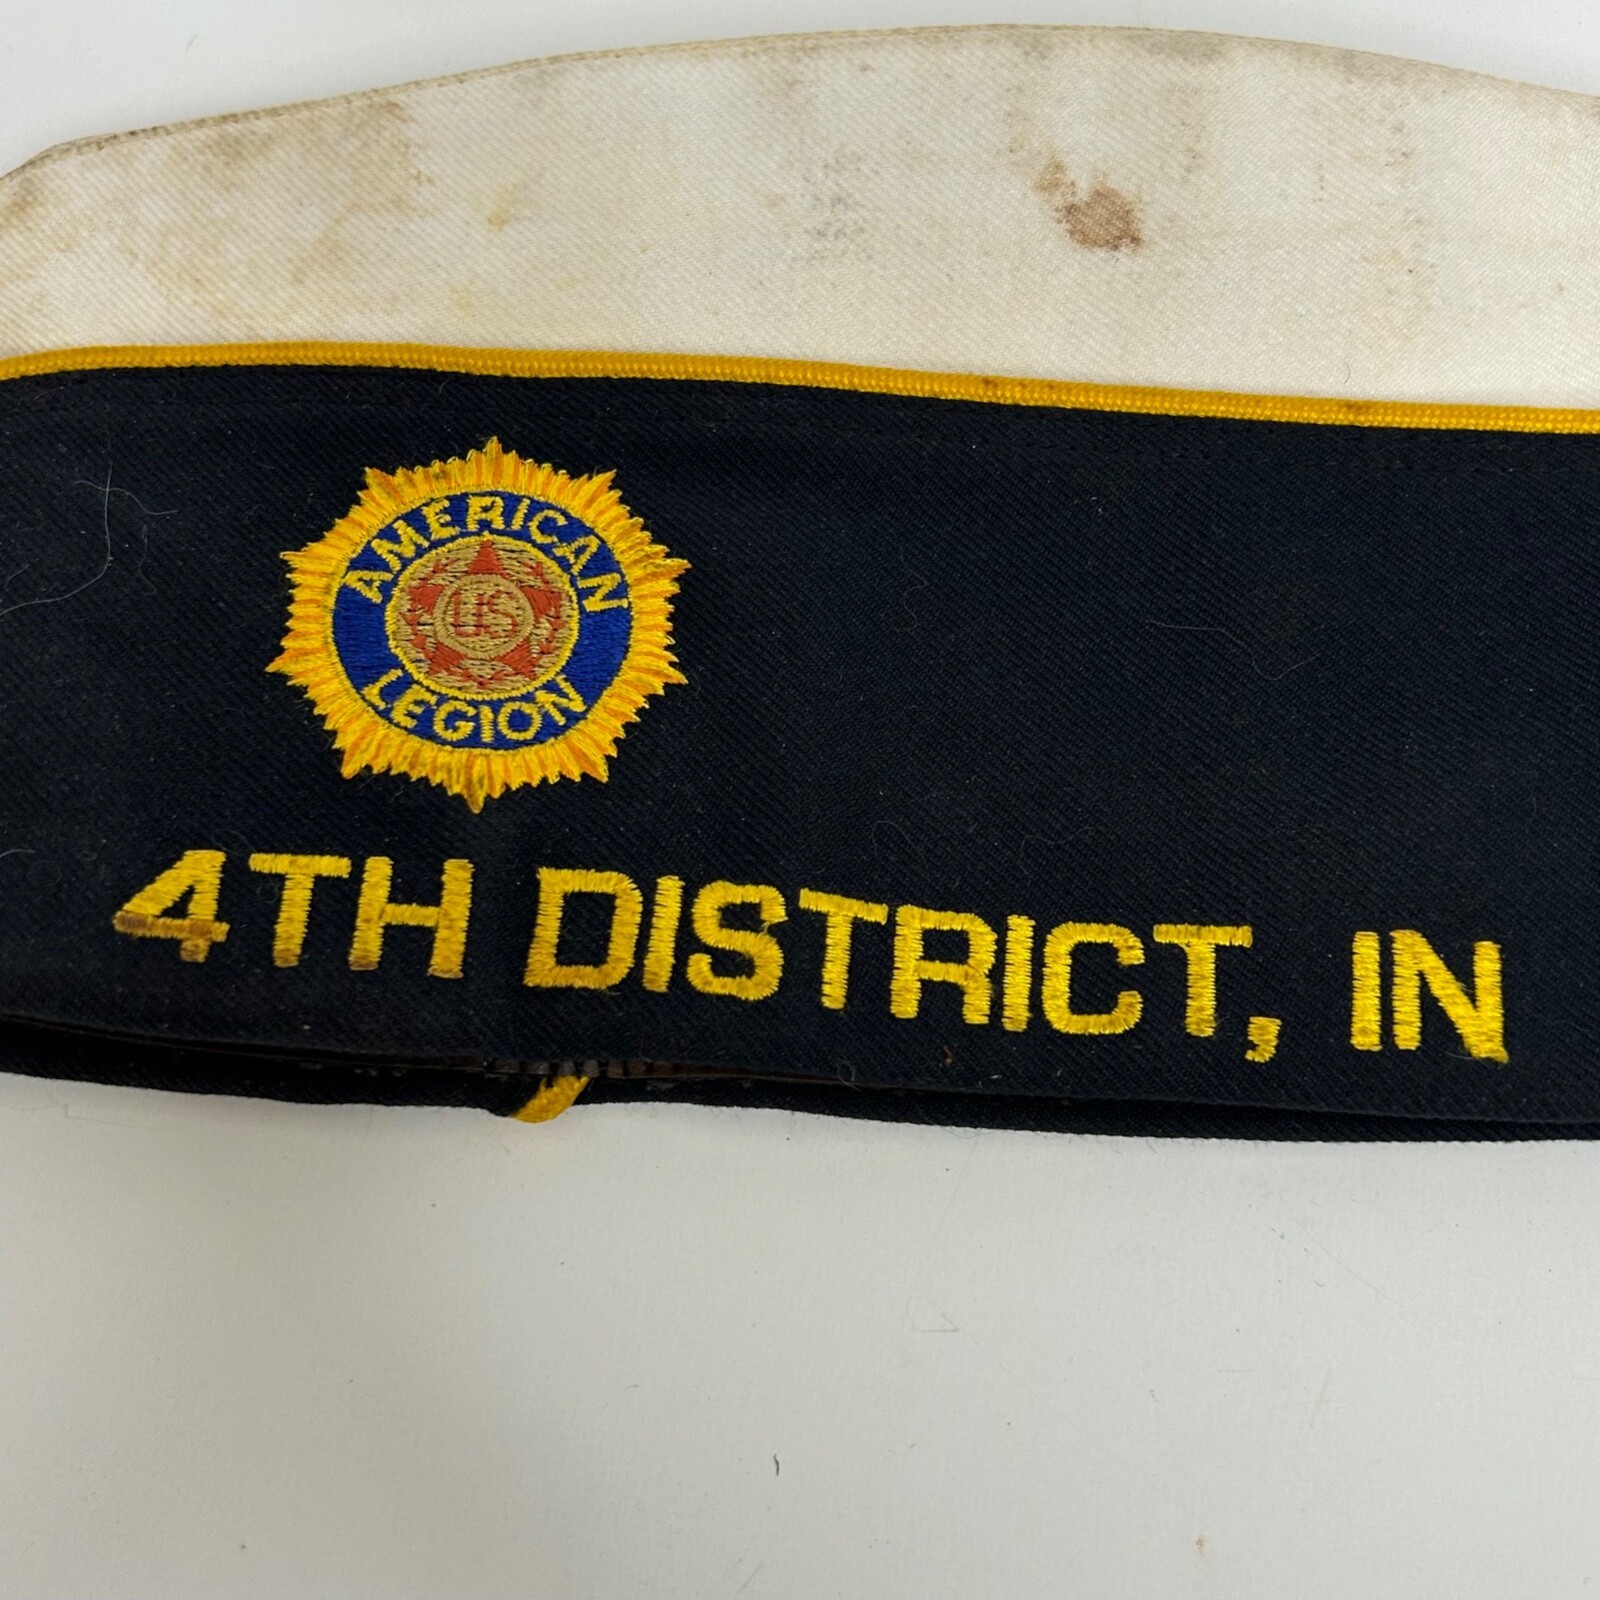 AMERICAN
US
LEGION
4TH DISTRICT, IN